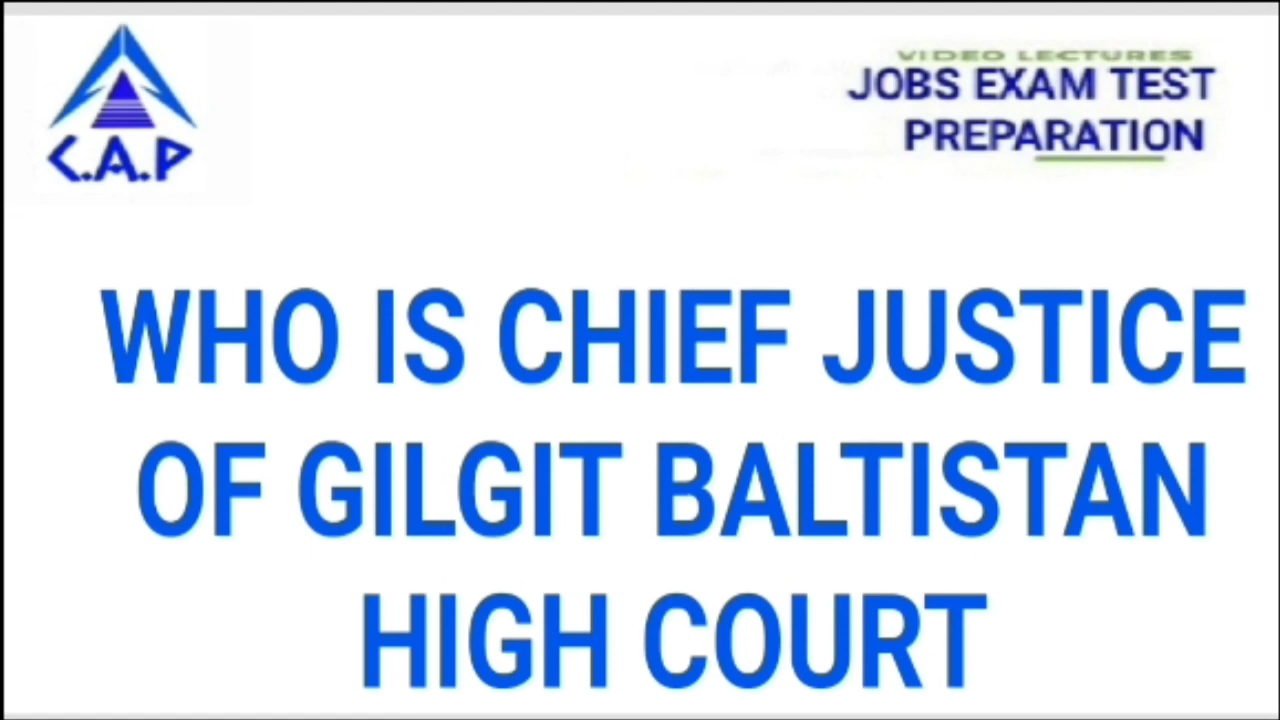 C.A.P
VIDEO LECTURES
JOBS EXAM TEST
PREPARATION
WHO IS CHIEF JUSTICE
OF GILGIT BALTISTAN
HIGH COURT